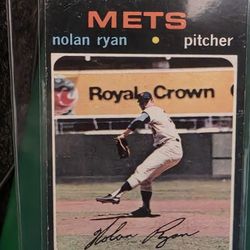 METS
nolan ryan • pitcher
Royal Crown
Nolan Ryan